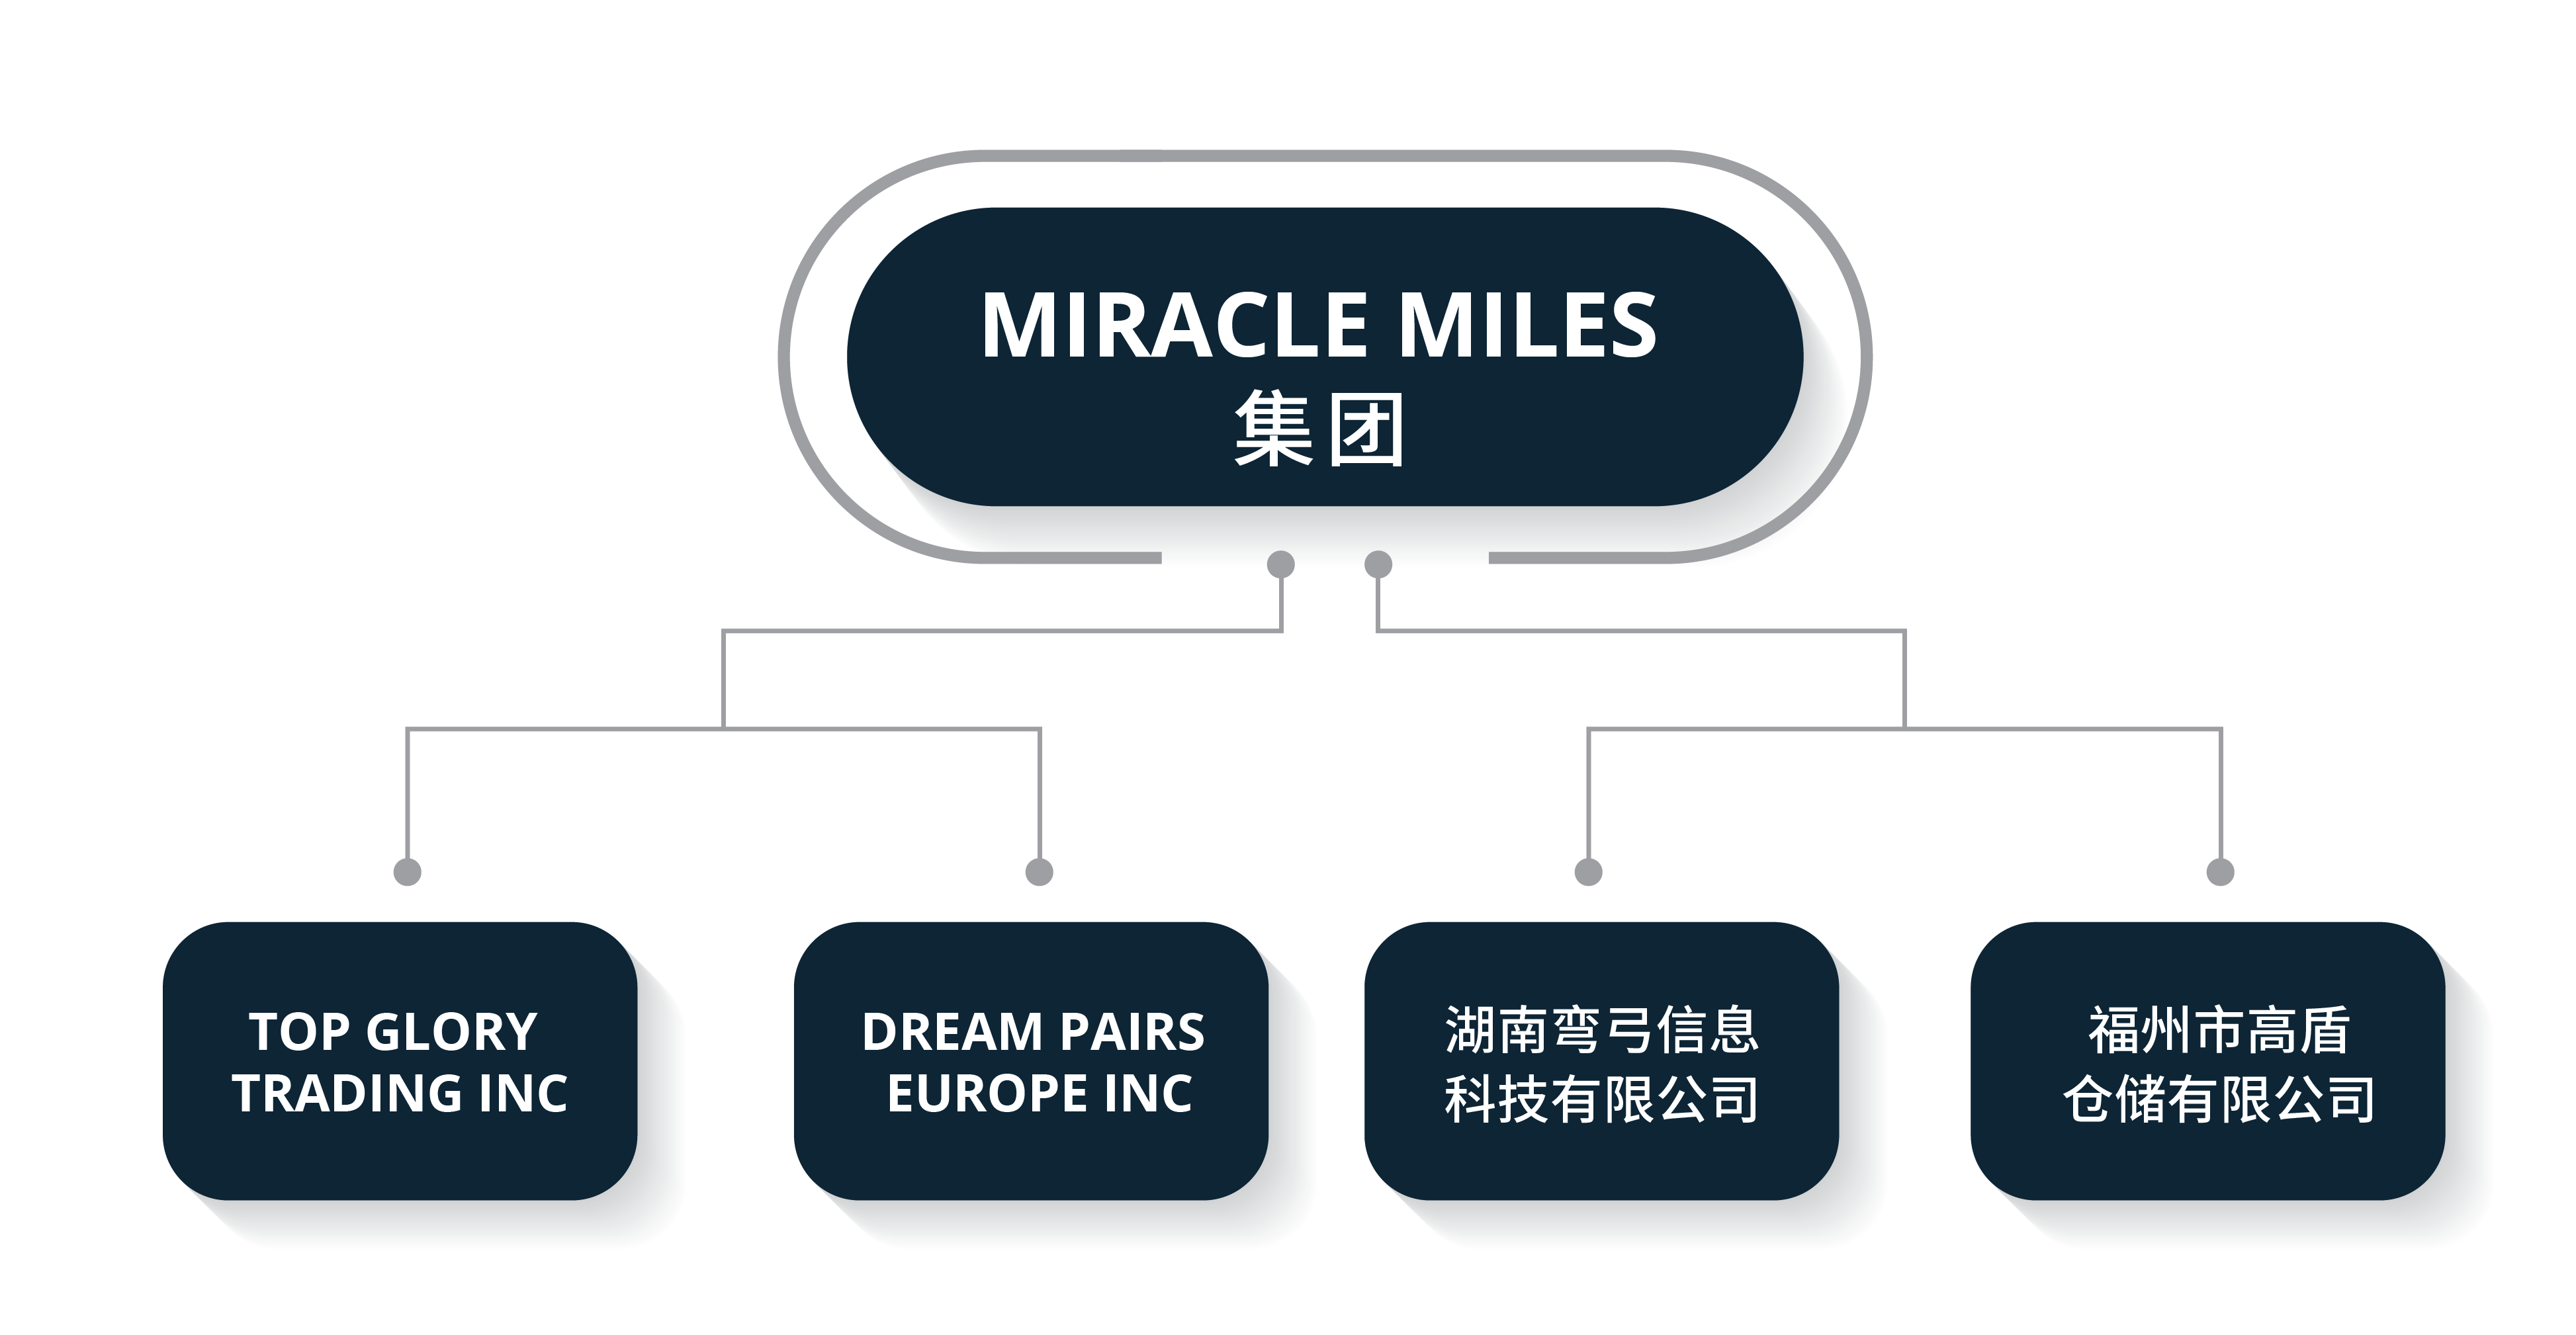 MIRACLE MILES
集团
TOP GLORY
TRADING INC
DREAM PAIRS
EUROPE INC
湖南弯弓信息
科技有限公司
福州市高盾
仓储有限公司